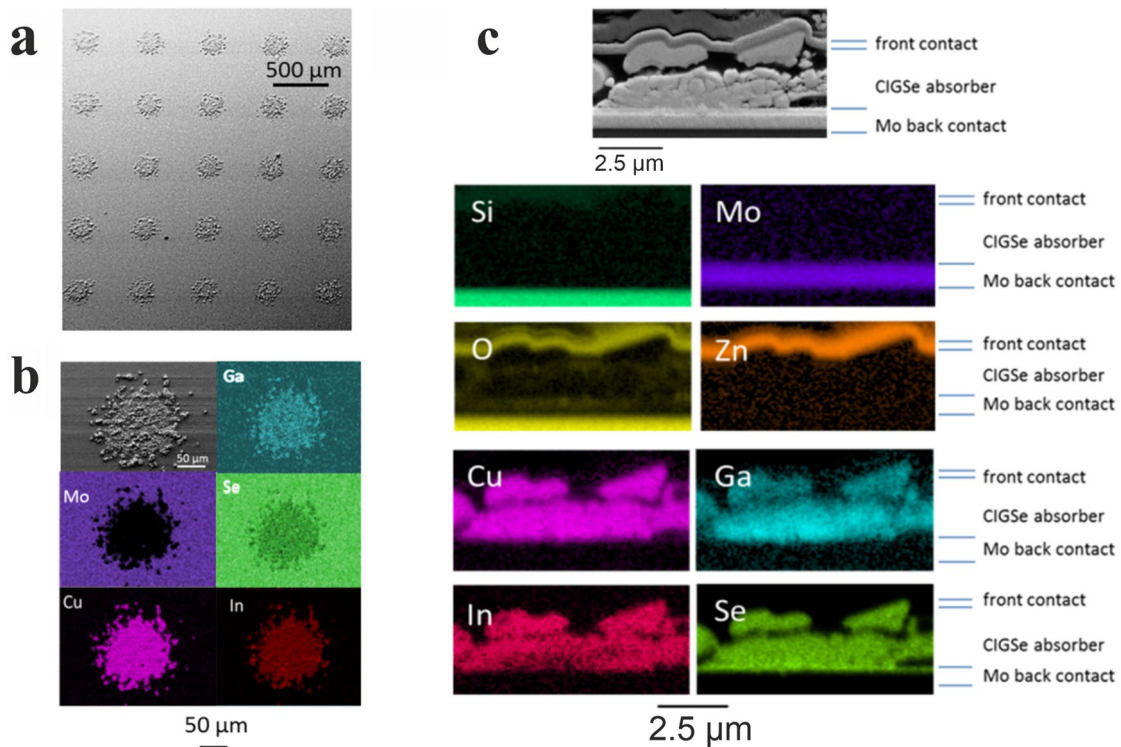 a
500 µm
b
Ga
50 µm
Mo
Se
Cu
In
50 µm
c
front contact
CIGSe absorber
Mo back contact
2.5 µm
Si
Mo
front contact
CIGSe absorber
Mo back contact
O
Zn
front contact
CIGSe absorber
Mo back contact
Cu
Ga
front contact
CIGSe absorber
Mo back contact
In
Se
front contact
CIGSe absorber
Mo back contact
2.5 µm